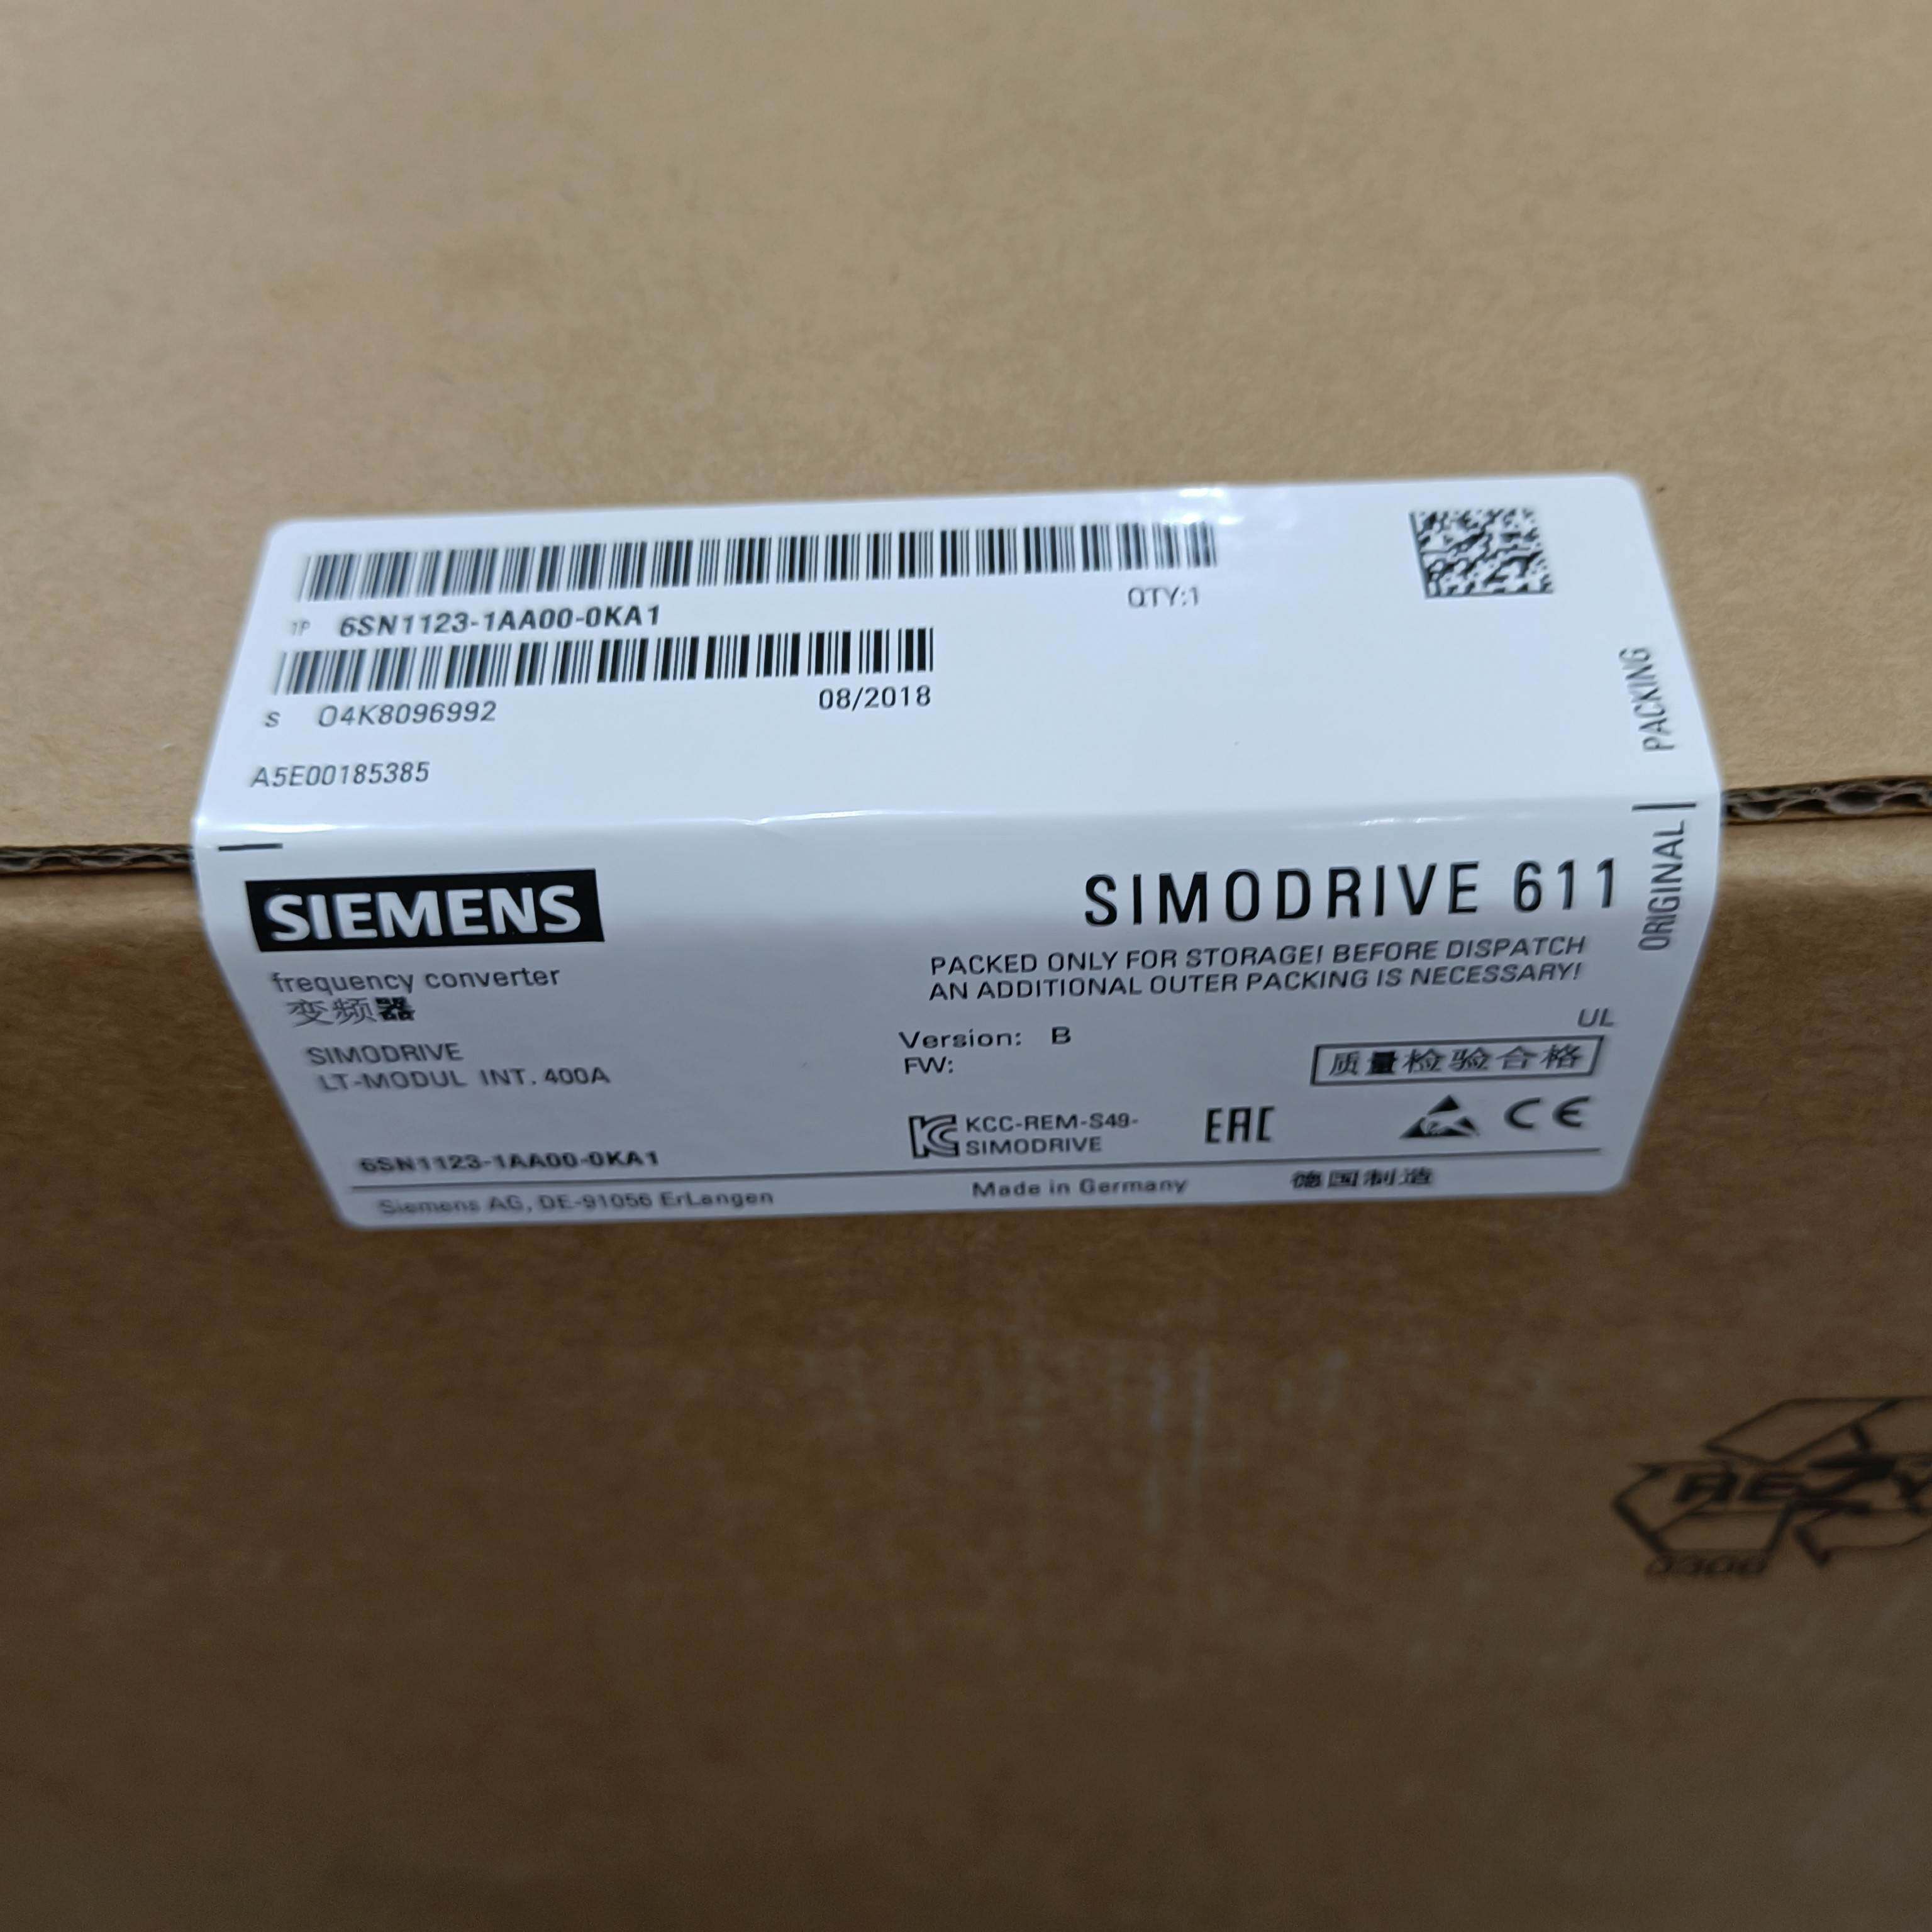 1P 6SN1123-1AA00-0KA1
QTY:1
S O4K8096992
08/2018
A5E00185385
ORIGINAL PACKING
SIEMENS
SIMODRIVE 611
frequency converter
变频器
PACKED ONLY FOR STORAGE! BEFORE DISPATCH
AN ADDITIONAL OUTER PACKING IS NECESSARY!
SIMODRIVE
LT-MODUL INT. 400A
Version: B
FW:
UL
质量检验合格
KC KCC-REM-S49-
SIMODRIVE
EAC
CE
6SN1123-1AA00-0KA1
Siemens AG, DE-91056 ErLangen
Made in Germany
德国制造
REZY